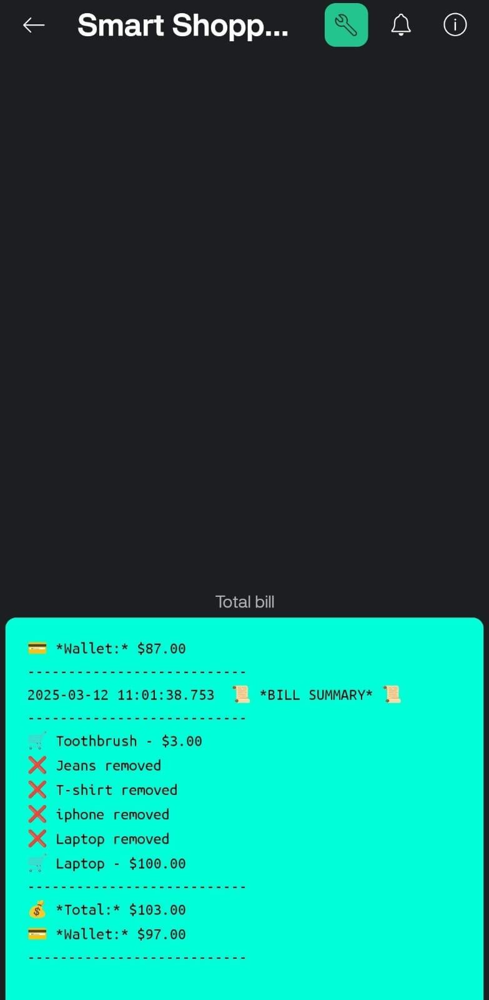 Smart Shopp...
Total bill
💳 *Wallet:* $87.00
---------------------------
2025-03-12 11:01:38.753 📜 *BILL SUMMARY* 📜
---------------------------
🛒 Toothbrush - $3.00
❌ Jeans removed
❌ T-shirt removed
❌ iphone removed
❌ Laptop removed
🛒 Laptop - $100.00
---------------------------
💰 *Total:* $103.00
💳 *Wallet:* $97.00
---------------------------